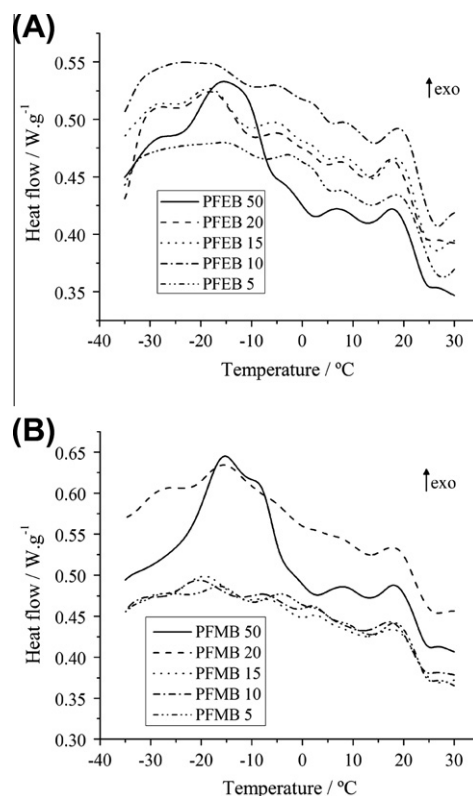 (A)
0.55
0.50
0.45
0.40
0.35
Heat flow / W.g-1
exo
PFEB 50
PFEB 20
PFEB 15
PFEB 10
PFEB 5
-40 -30 -20 -10 0 10 20 30
Temperature / ºC
(B)
0.65
0.60
0.55
0.50
0.45
0.40
0.35
0.30
Heat flow / W.g-1
exo
PFMB 50
PFMB 20
PFMB 15
PFMB 10
PFMB 5
-40 -30 -20 -10 0 10 20 30
Temperature / ºC